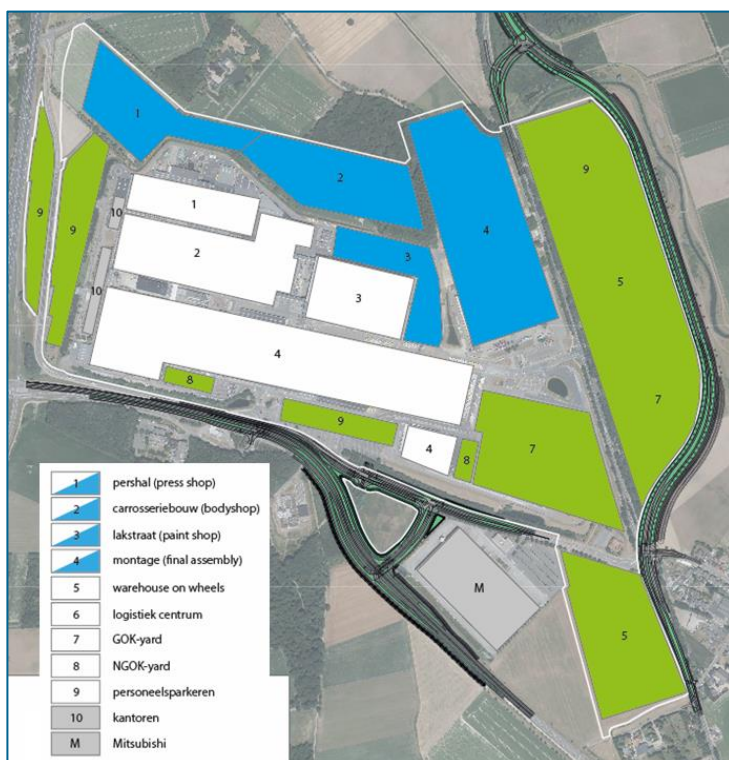 1
9
2
4
3
5
9
9
10
1
2
3
10
4
7
8
9
4
8
7
M
5
1 pershal (press shop)
2 carrosseriebouw (bodyshop)
3 lakstraat (paint shop)
4 montage (final assembly)
5 warehouse on wheels
6 logistiek centrum
7 GOK-yard
8 NGOK-yard
9 personeelsparkeren
10 kantoren
M Mitsubishi